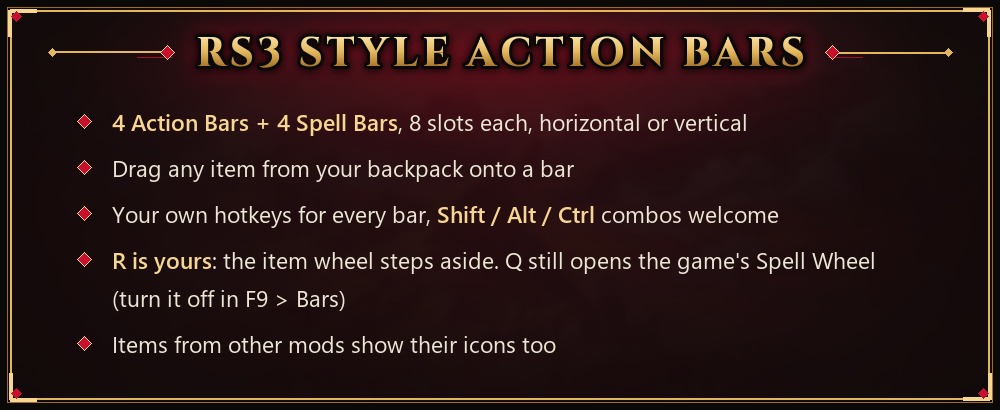 RS3 STYLE ACTION BARS
4 Action Bars + 4 Spell Bars, 8 slots each, horizontal or vertical
Drag any item from your backpack onto a bar
Your own hotkeys for every bar, Shift / Alt / Ctrl combos welcome
R is yours: the item wheel steps aside. Q still opens the game's Spell Wheel
(turn it off in F9 > Bars)
Items from other mods show their icons too